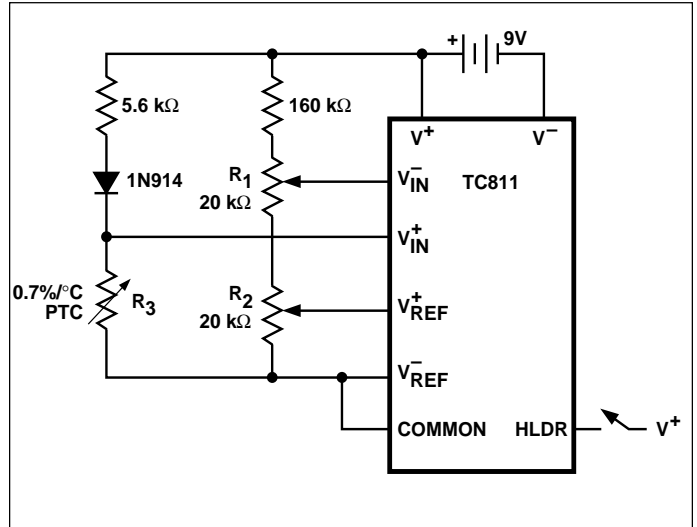 + 9V
5.6 kΩ 160 kΩ
V+ V−
1N914 R1 V−IN TC811
20 kΩ
V+IN
0.7%/°C
PTC R3 R2 V+REF
20 kΩ
V−REF
COMMON HLDR V+